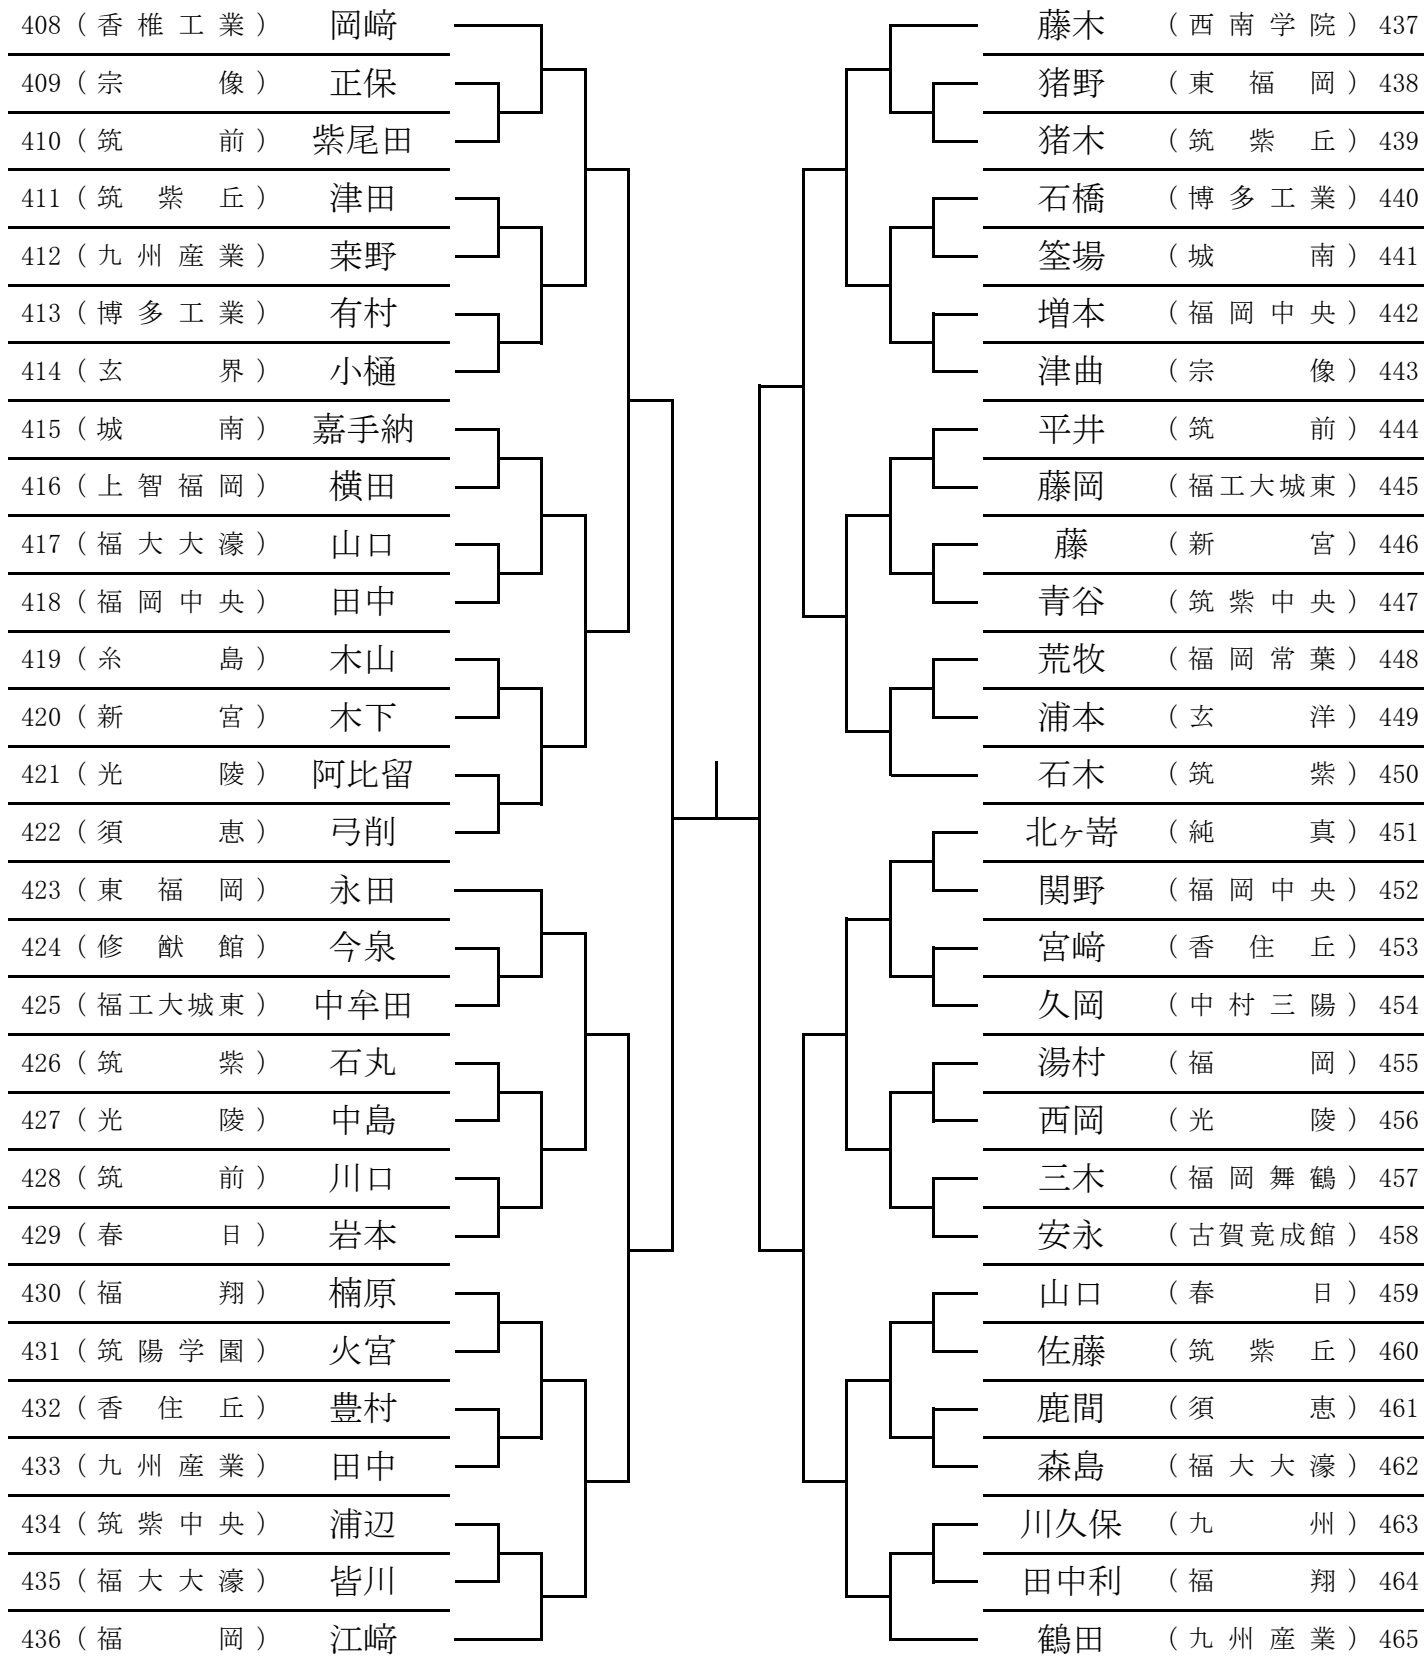 408（香椎工業） 岡﨑
409（宗像） 正保
410（筑前） 紫尾田
411（筑紫丘） 津田
412（九州産業） 桒野
413（博多工業） 有村
414（玄界） 小樋
415（城南） 嘉手納
416（上智福岡） 横田
417（福大大濠） 山口
418（福岡中央） 田中
419（糸島） 木山
420（新宮） 木下
421（光陵） 阿比留
422（須恵） 弓削
423（東福岡） 永田
424（修猷館） 今泉
425（福工大城東） 中牟田
426（筑紫） 石丸
427（光陵） 中島
428（筑前） 川口
429（春日） 岩本
430（福翔） 楠原
431（筑陽学園） 火宮
432（香住丘） 豊村
433（九州産業） 田中
434（筑紫中央） 浦辺
435（福大大濠） 皆川
436（福岡） 江﨑
藤木 （西南学院） 437
猪野 （東福岡） 438
猪木 （筑紫丘） 439
石橋 （博多工業） 440
筌場 （城南） 441
増本 （福岡中央） 442
津曲 （宗像） 443
平井 （筑前） 444
藤岡 （福工大城東） 445
藤 （新宮） 446
青谷 （筑紫中央） 447
荒牧 （福岡常葉） 448
浦本 （玄洋） 449
石木 （筑紫） 450
北ヶ嵜 （純真） 451
関野 （福岡中央） 452
宮﨑 （香住丘） 453
久岡 （中村三陽） 454
湯村 （福岡） 455
西岡 （光陵） 456
三木 （福岡舞鶴） 457
安永 （古賀竟成館） 458
山口 （春日） 459
佐藤 （筑紫丘） 460
鹿間 （須恵） 461
森島 （福大大濠） 462
川久保 （九州） 463
田中利 （福翔） 464
鶴田 （九州産業） 465